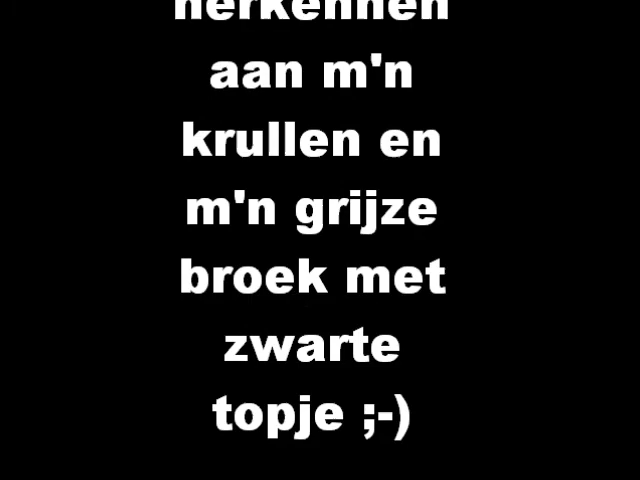 herkennen
aan m'n
krullen en
m'n grijze
broek met
zwarte
topje ;-)